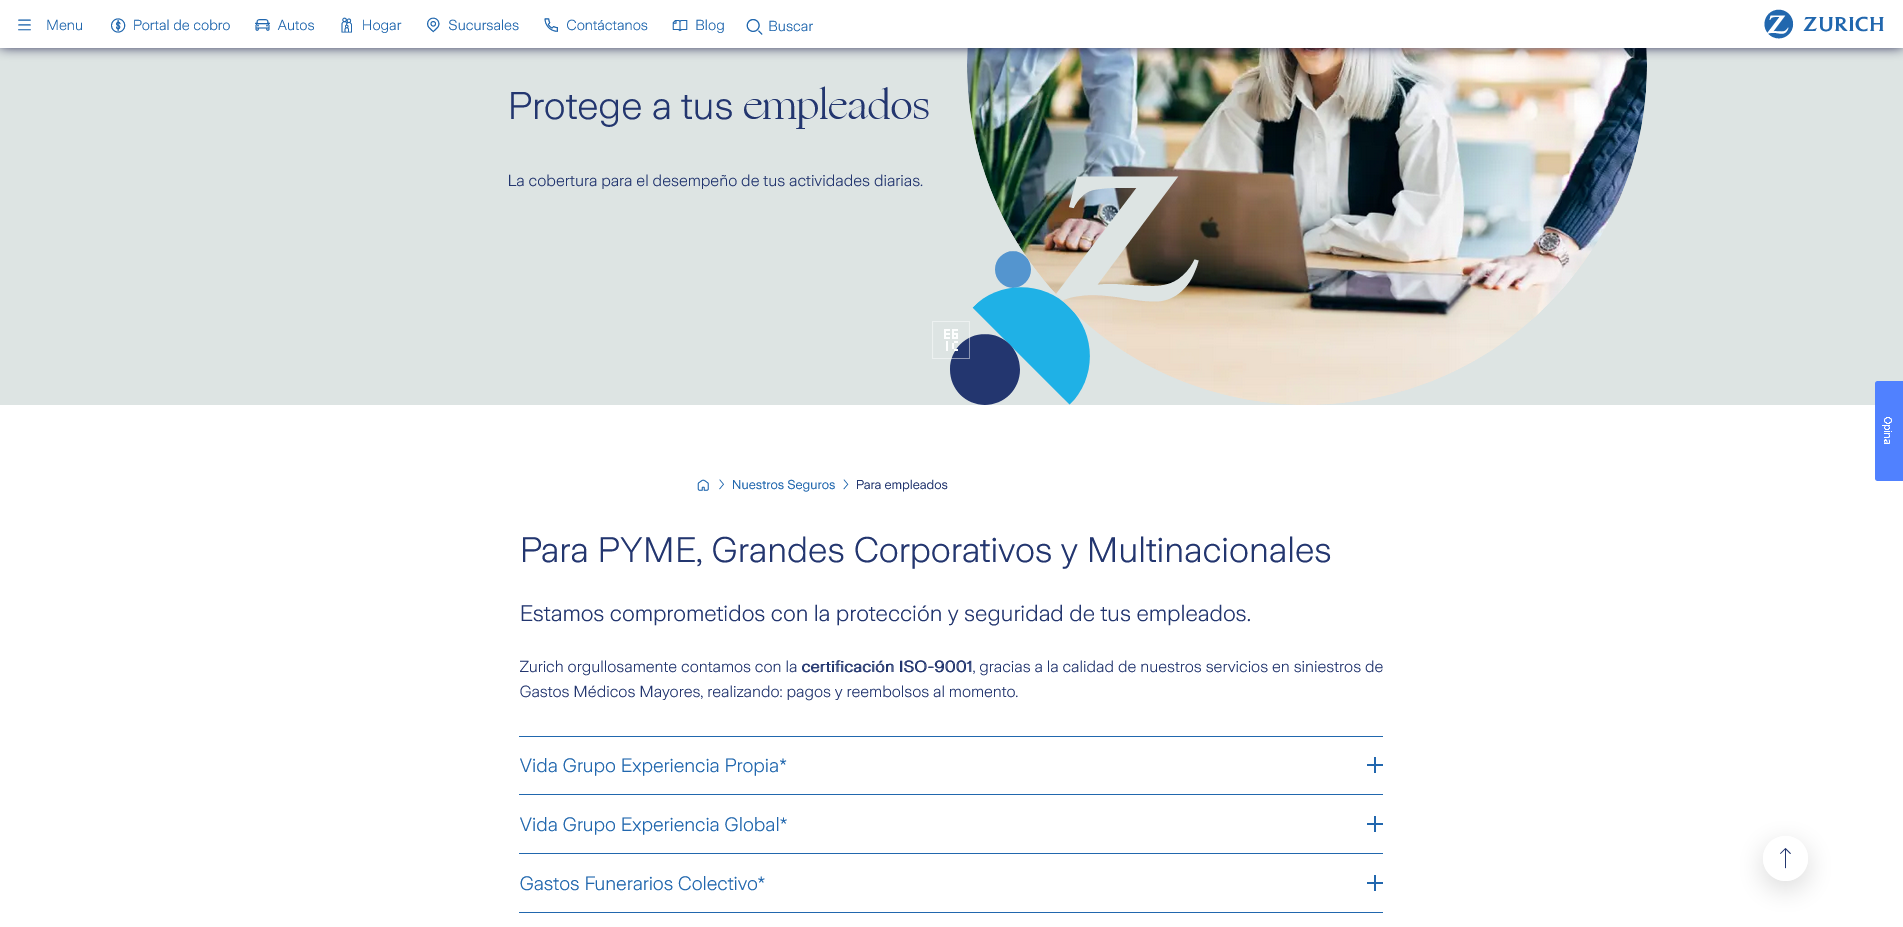 Menu
Portal de cobro
Autos
Hogar
Sucursales
Contáctanos
Blog
Buscar
ZURICH
Protege a tus empleados
La cobertura para el desempeño de tus actividades diarias.
Z
Opina
Nuestros Seguros
Para empleados
Para PYME, Grandes Corporativos y Multinacionales
Estamos comprometidos con la protección y seguridad de tus empleados.
Zurich orgullosamente contamos con la certificación ISO-9001, gracias a la calidad de nuestros servicios en siniestros de
Gastos Médicos Mayores, realizando: pagos y reembolsos al momento.
Vida Grupo Experiencia Propia*
Vida Grupo Experiencia Global*
Gastos Funerarios Colectivo*